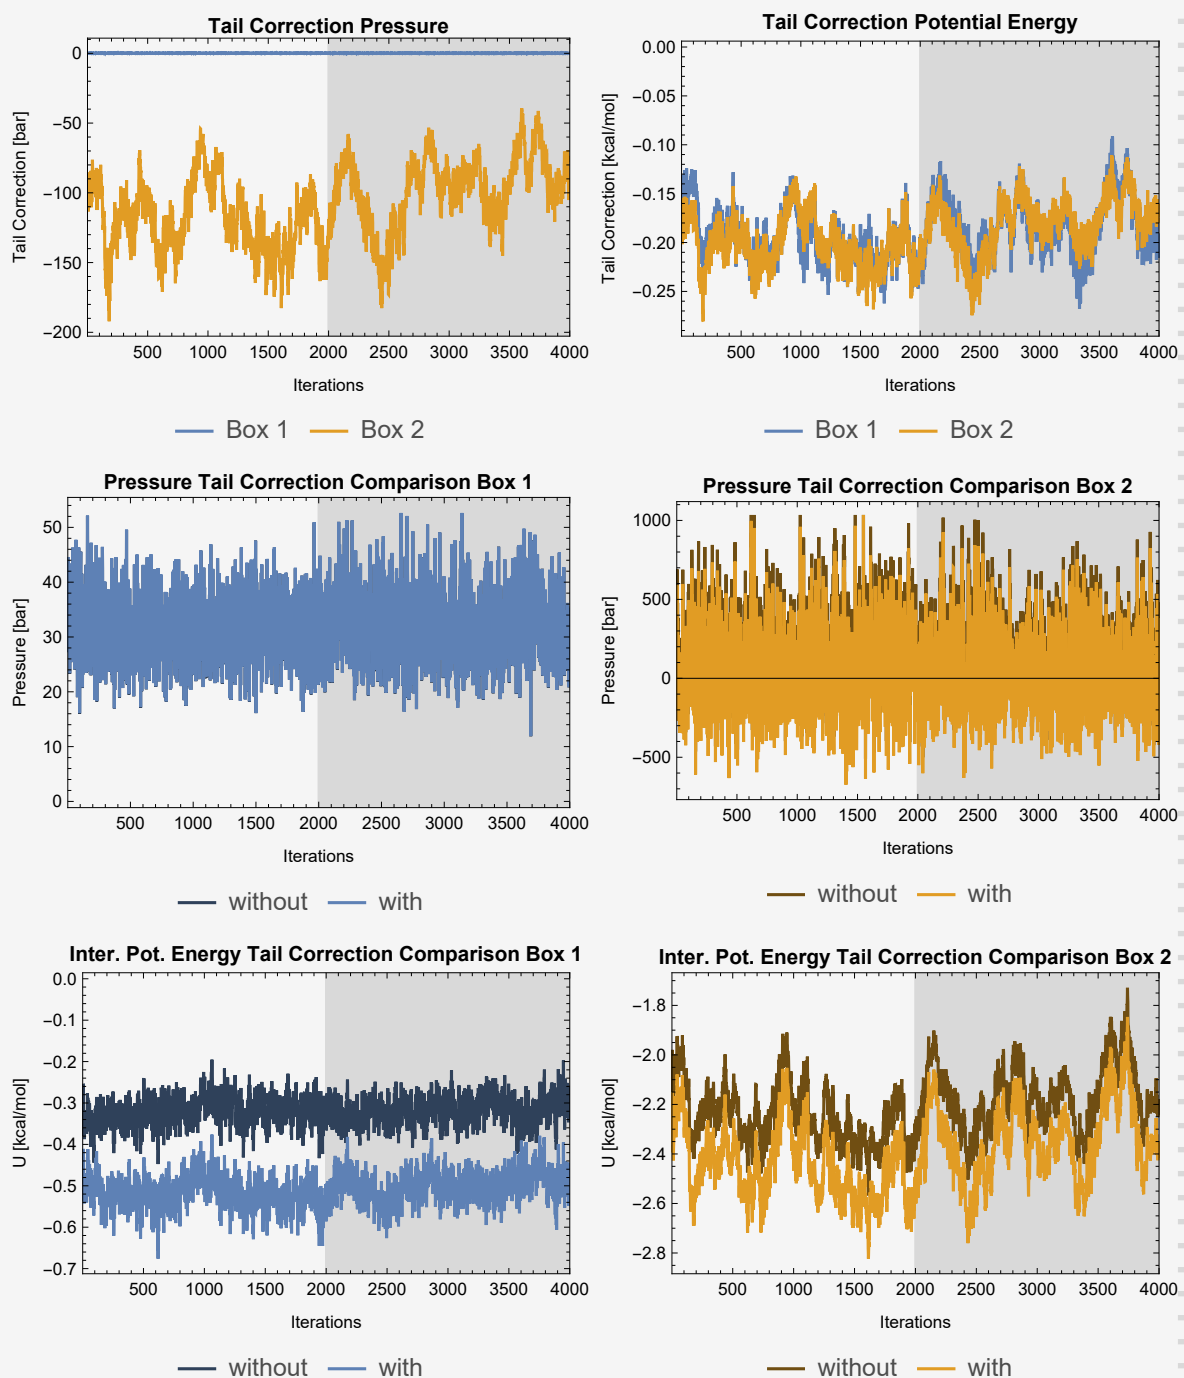 Tail Correction Pressure
0
−50
−100
−150
−200
Tail Correction [bar]
500 1000 1500 2000 2500 3000 3500 4000
Iterations
Box 1 Box 2
Tail Correction Potential Energy
0.00
−0.05
−0.10
−0.15
−0.20
−0.25
Tail Correction [kcal/mol]
500 1000 1500 2000 2500 3000 3500 4000
Iterations
Box 1 Box 2
Pressure Tail Correction Comparison Box 1
50
40
30
20
10
0
Pressure [bar]
500 1000 1500 2000 2500 3000 3500 4000
Iterations
without with
Pressure Tail Correction Comparison Box 2
1000
500
0
−500
Pressure [bar]
500 1000 1500 2000 2500 3000 3500 4000
Iterations
without with
Inter. Pot. Energy Tail Correction Comparison Box 1
0.0
−0.1
−0.2
−0.3
−0.4
−0.5
−0.6
−0.7
U [kcal/mol]
500 1000 1500 2000 2500 3000 3500 4000
Iterations
without with
Inter. Pot. Energy Tail Correction Comparison Box 2
−1.8
−2.0
−2.2
−2.4
−2.6
−2.8
U [kcal/mol]
500 1000 1500 2000 2500 3000 3500 4000
Iterations
without with